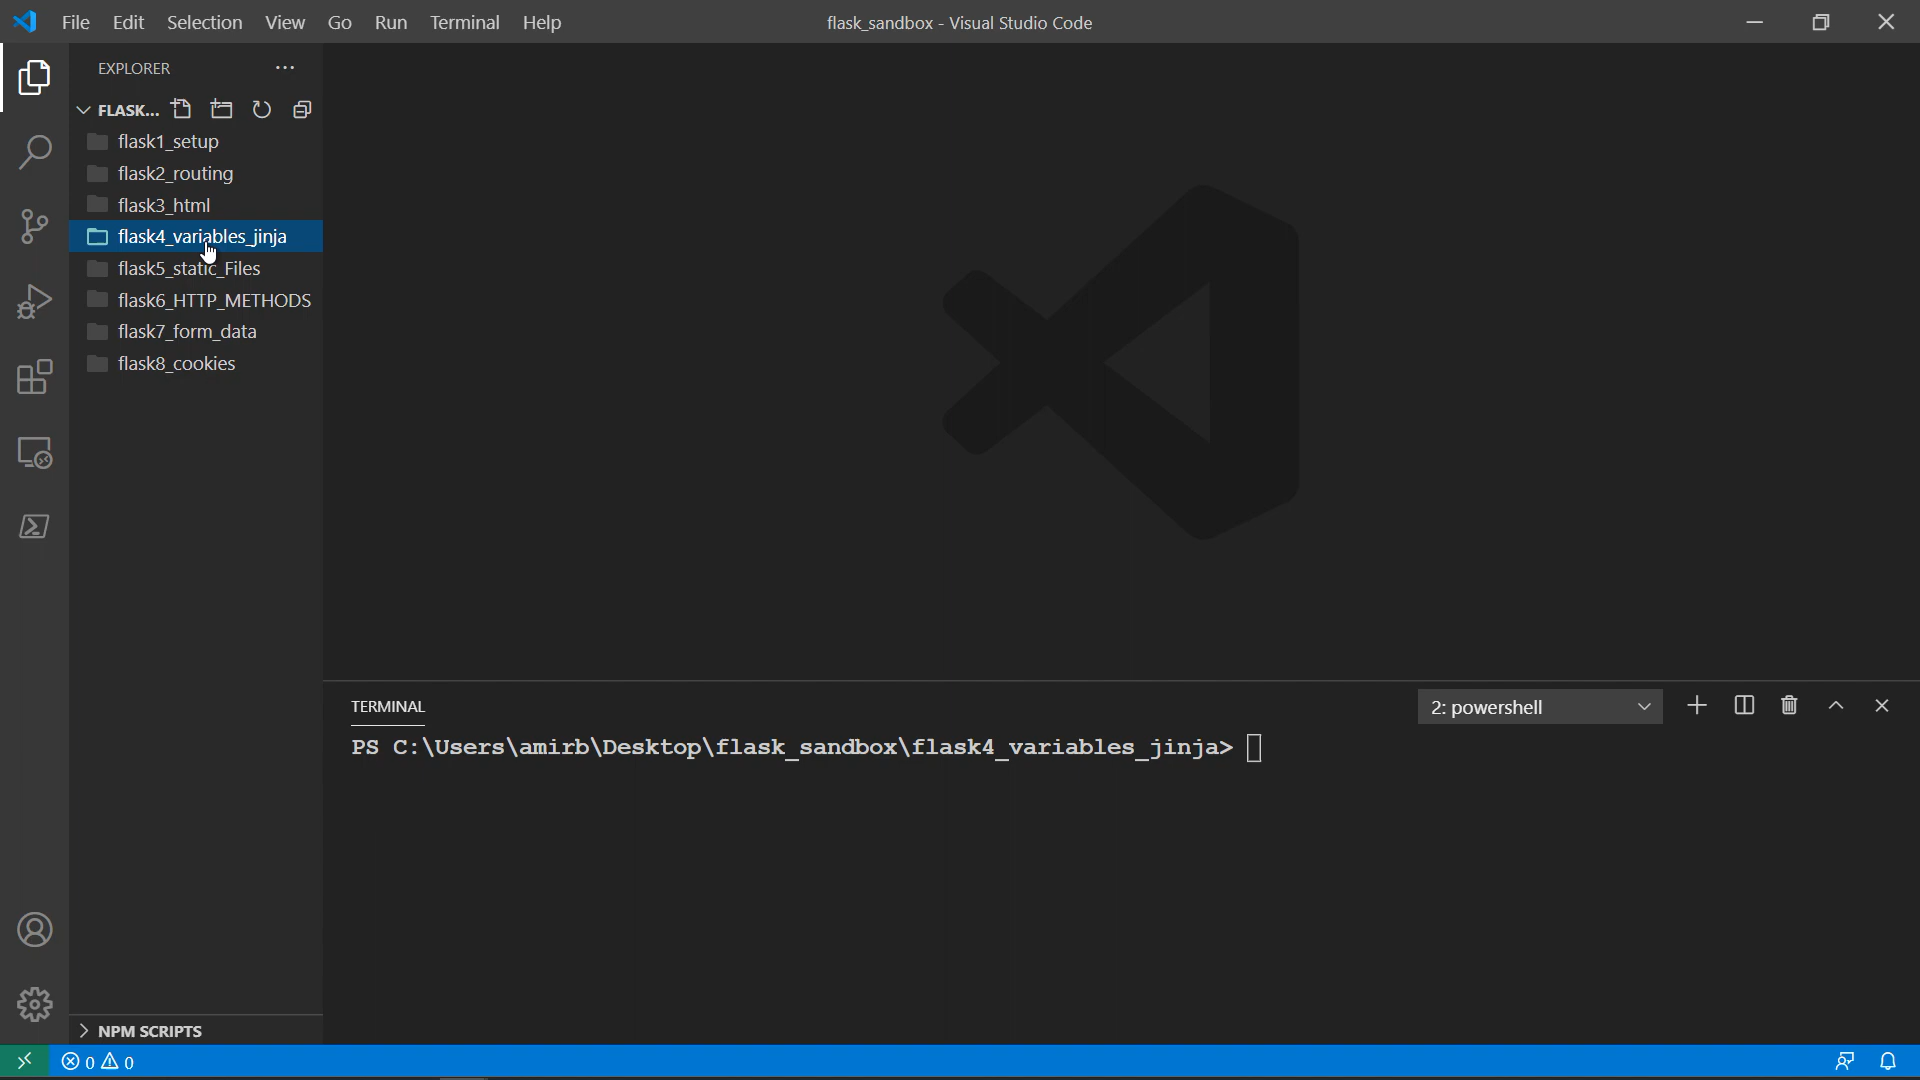 File Edit Selection View Go Run Terminal Help
flask_sandbox - Visual Studio Code
EXPLORER
FLASK...
flask1_setup
flask2_routing
flask3_html
flask4_variables_jinja
flask5_static_Files
flask6_HTTP_METHODS
flask7_form_data
flask8_cookies
TERMINAL
2: powershell
PS C:\Users\amirb\Desktop\flask_sandbox\flask4_variables_jinja>
NPM SCRIPTS
0 0